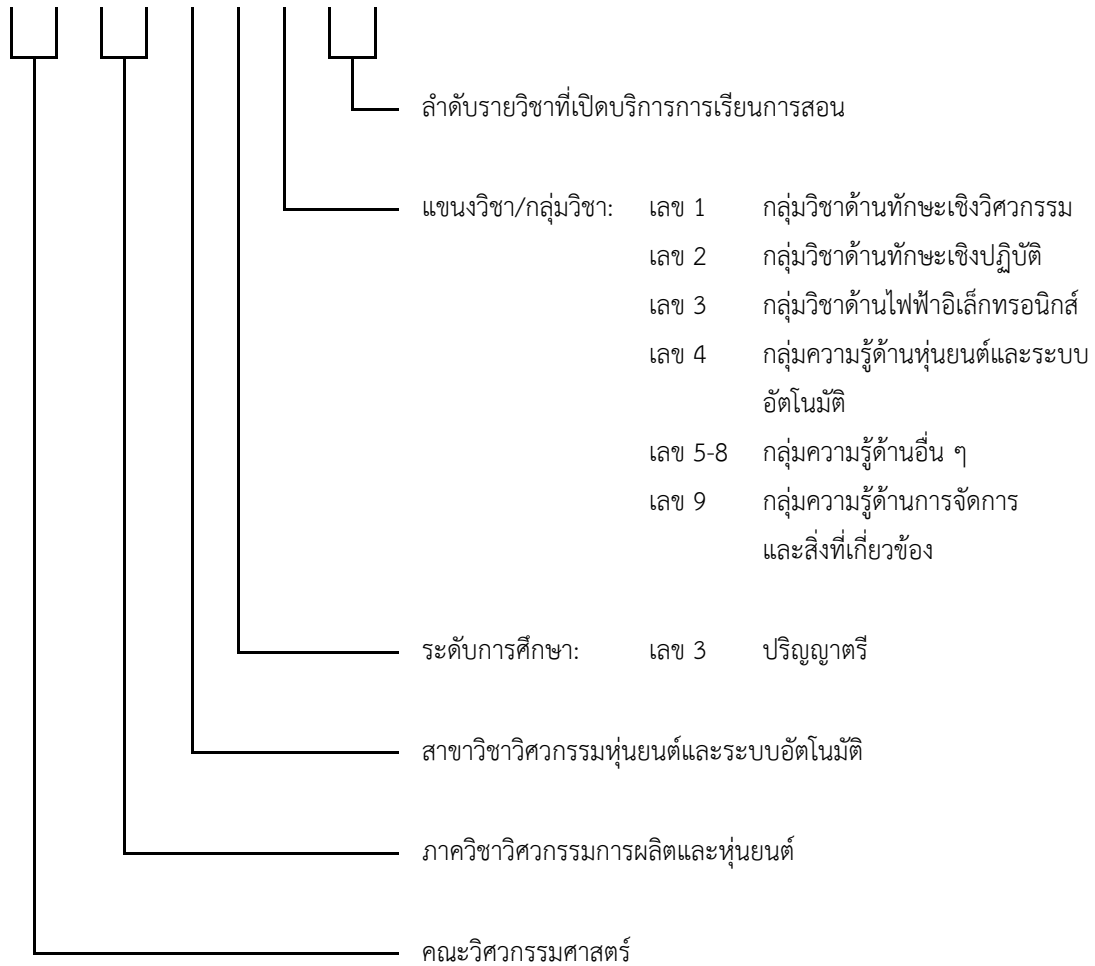 ลำดับรายวิชาที่เปิดบริการการเรียนการสอน
แขนงวิชา/กลุ่มวิชา: เลข 1 กลุ่มวิชาด้านทักษะเชิงวิศวกรรม
เลข 2 กลุ่มวิชาด้านทักษะเชิงปฏิบัติ
เลข 3 กลุ่มวิชาด้านไฟฟ้าอิเล็กทรอนิกส์
เลข 4 กลุ่มความรู้ด้านหุ่นยนต์และระบบ
อัตโนมัติ
เลข 5-8 กลุ่มความรู้ด้านอื่น ๆ
เลข 9 กลุ่มความรู้ด้านการจัดการ
และสิ่งที่เกี่ยวข้อง
ระดับการศึกษา: เลข 3 ปริญญาตรี
สาขาวิชาวิศวกรรมหุ่นยนต์และระบบอัตโนมัติ
ภาควิชาวิศวกรรมการผลิตและหุ่นยนต์
คณะวิศวกรรมศาสตร์